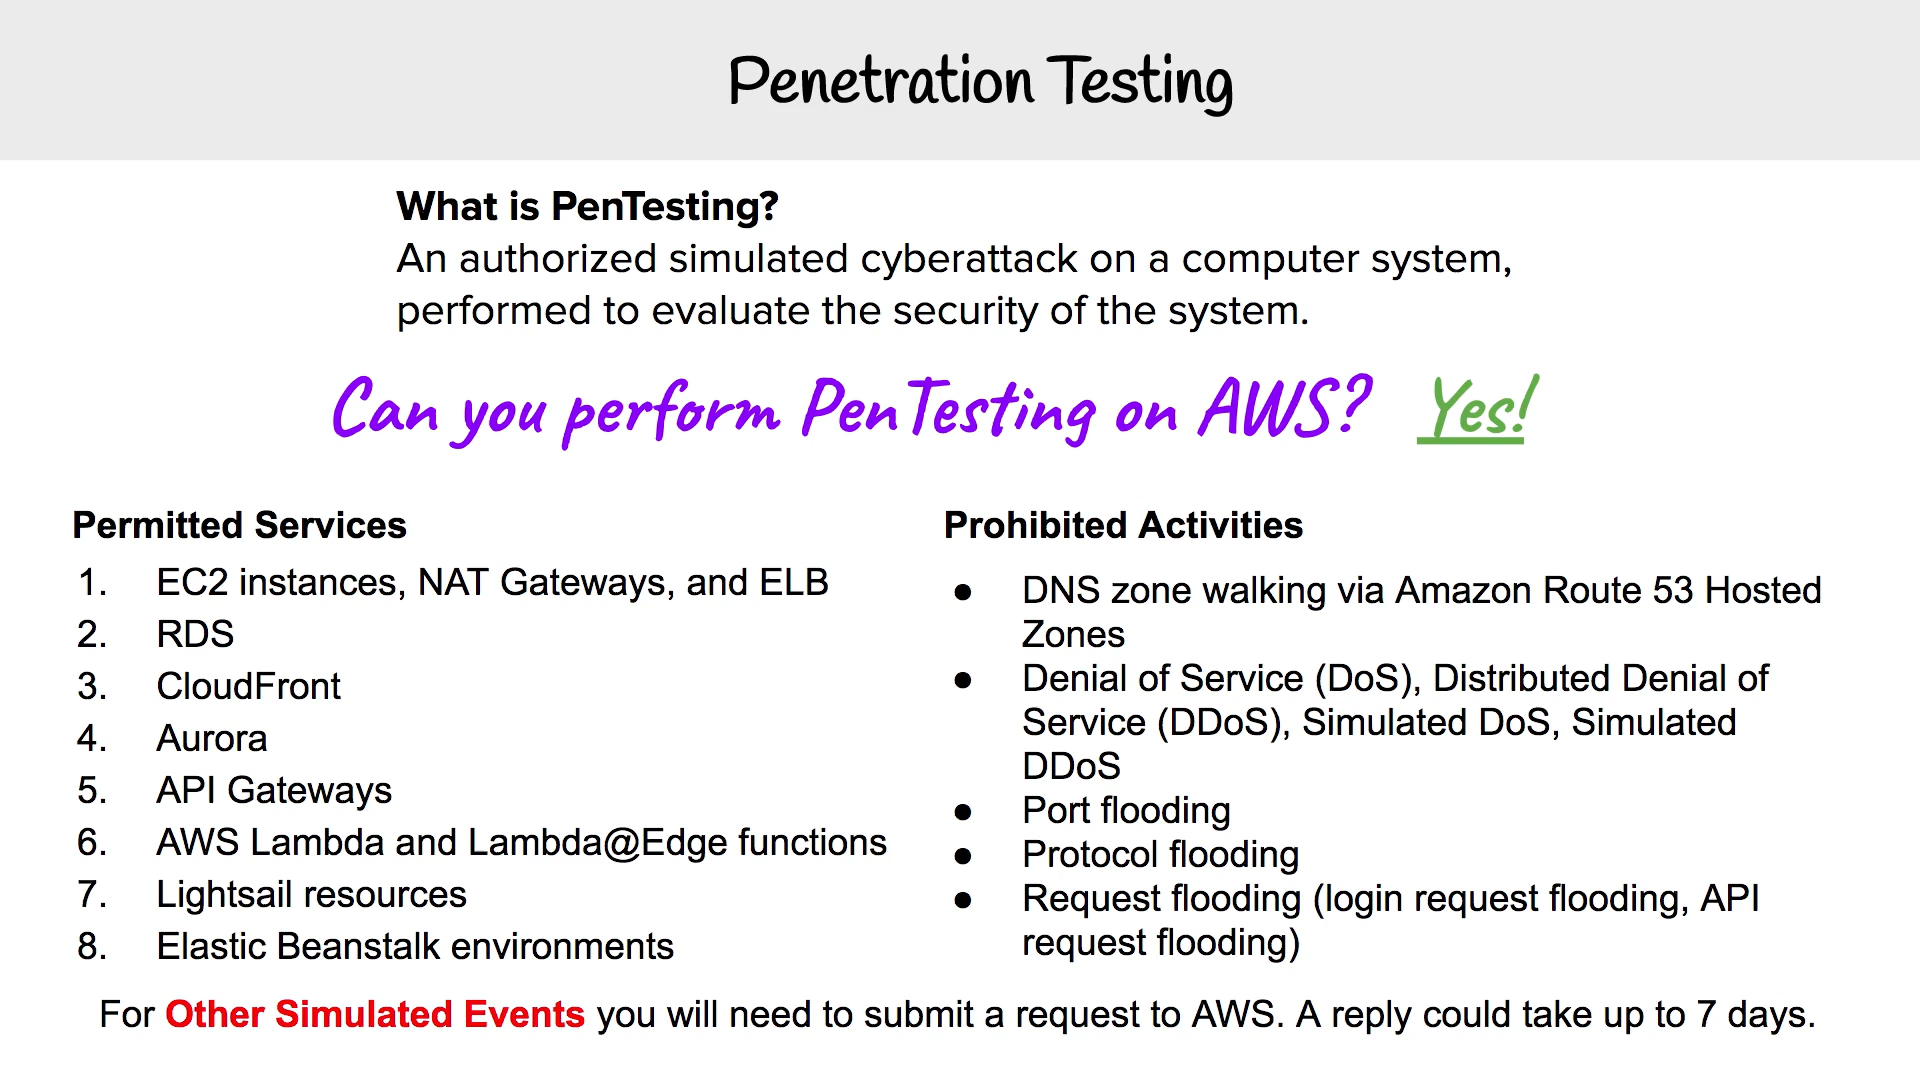 Penetration Testing
What is PenTesting?
An authorized simulated cyberattack on a computer system,
performed to evaluate the security of the system.
Can you perform PenTesting on AWS? Yes!
Permitted Services
1. EC2 instances, NAT Gateways, and ELB
2. RDS
3. CloudFront
4. Aurora
5. API Gateways
6. AWS Lambda and Lambda@Edge functions
7. Lightsail resources
8. Elastic Beanstalk environments
Prohibited Activities
● DNS zone walking via Amazon Route 53 Hosted
Zones
● Denial of Service (DoS), Distributed Denial of
Service (DDoS), Simulated DoS, Simulated
DDoS
● Port flooding
● Protocol flooding
● Request flooding (login request flooding, API
request flooding)
For Other Simulated Events you will need to submit a request to AWS. A reply could take up to 7 days.